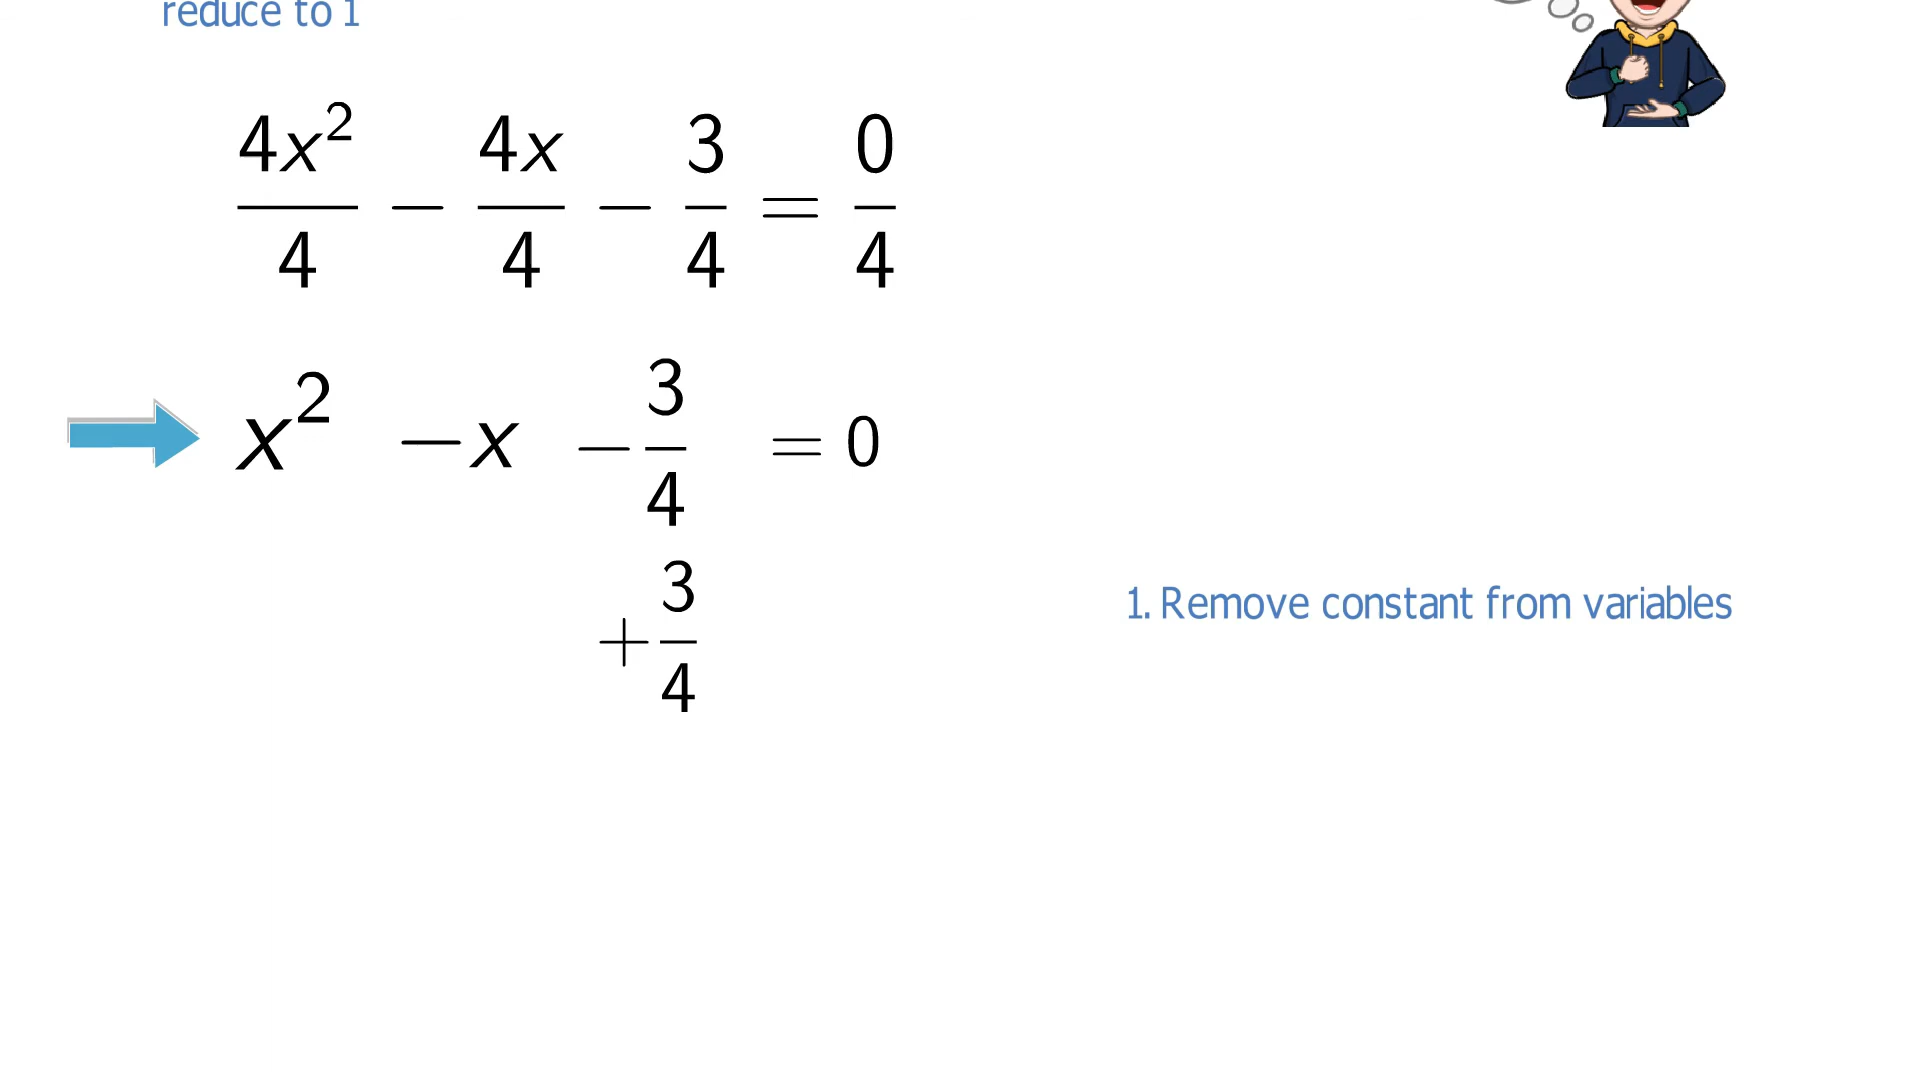 reduce to 1
4x²/4 − 4x/4 − 3/4 = 0/4
x² − x − 3/4 = 0
+ 3/4
1. Remove constant from variables